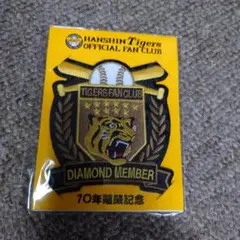 HANSHIN Tigers
OFFICIAL FAN CLUB
TIGERS FAN CLUB
DIAMOND MEMBER
10年継続記念